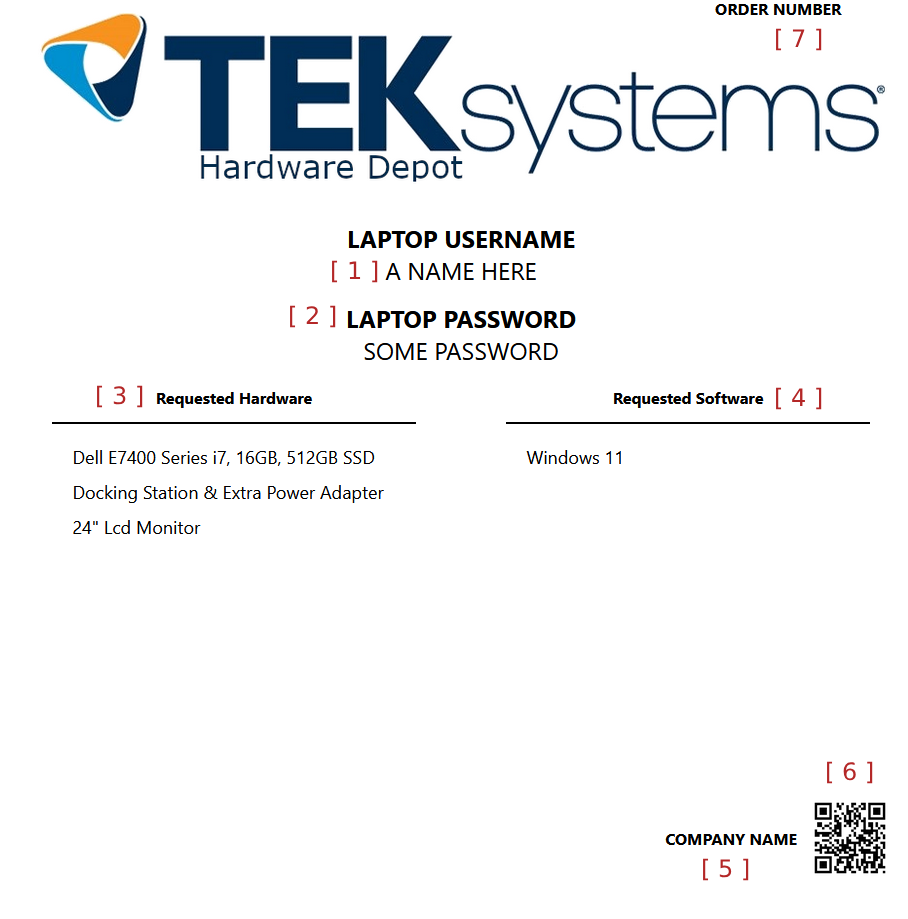 ORDER NUMBER
[ 7 ]
TEKsystems®
Hardware Depot
LAPTOP USERNAME
[ 1 ] A NAME HERE
[ 2 ] LAPTOP PASSWORD
SOME PASSWORD
[ 3 ] Requested Hardware
Requested Software [ 4 ]
Dell E7400 Series i7, 16GB, 512GB SSD
Windows 11
Docking Station & Extra Power Adapter
24" Lcd Monitor
[ 6 ]
COMPANY NAME
[ 5 ]